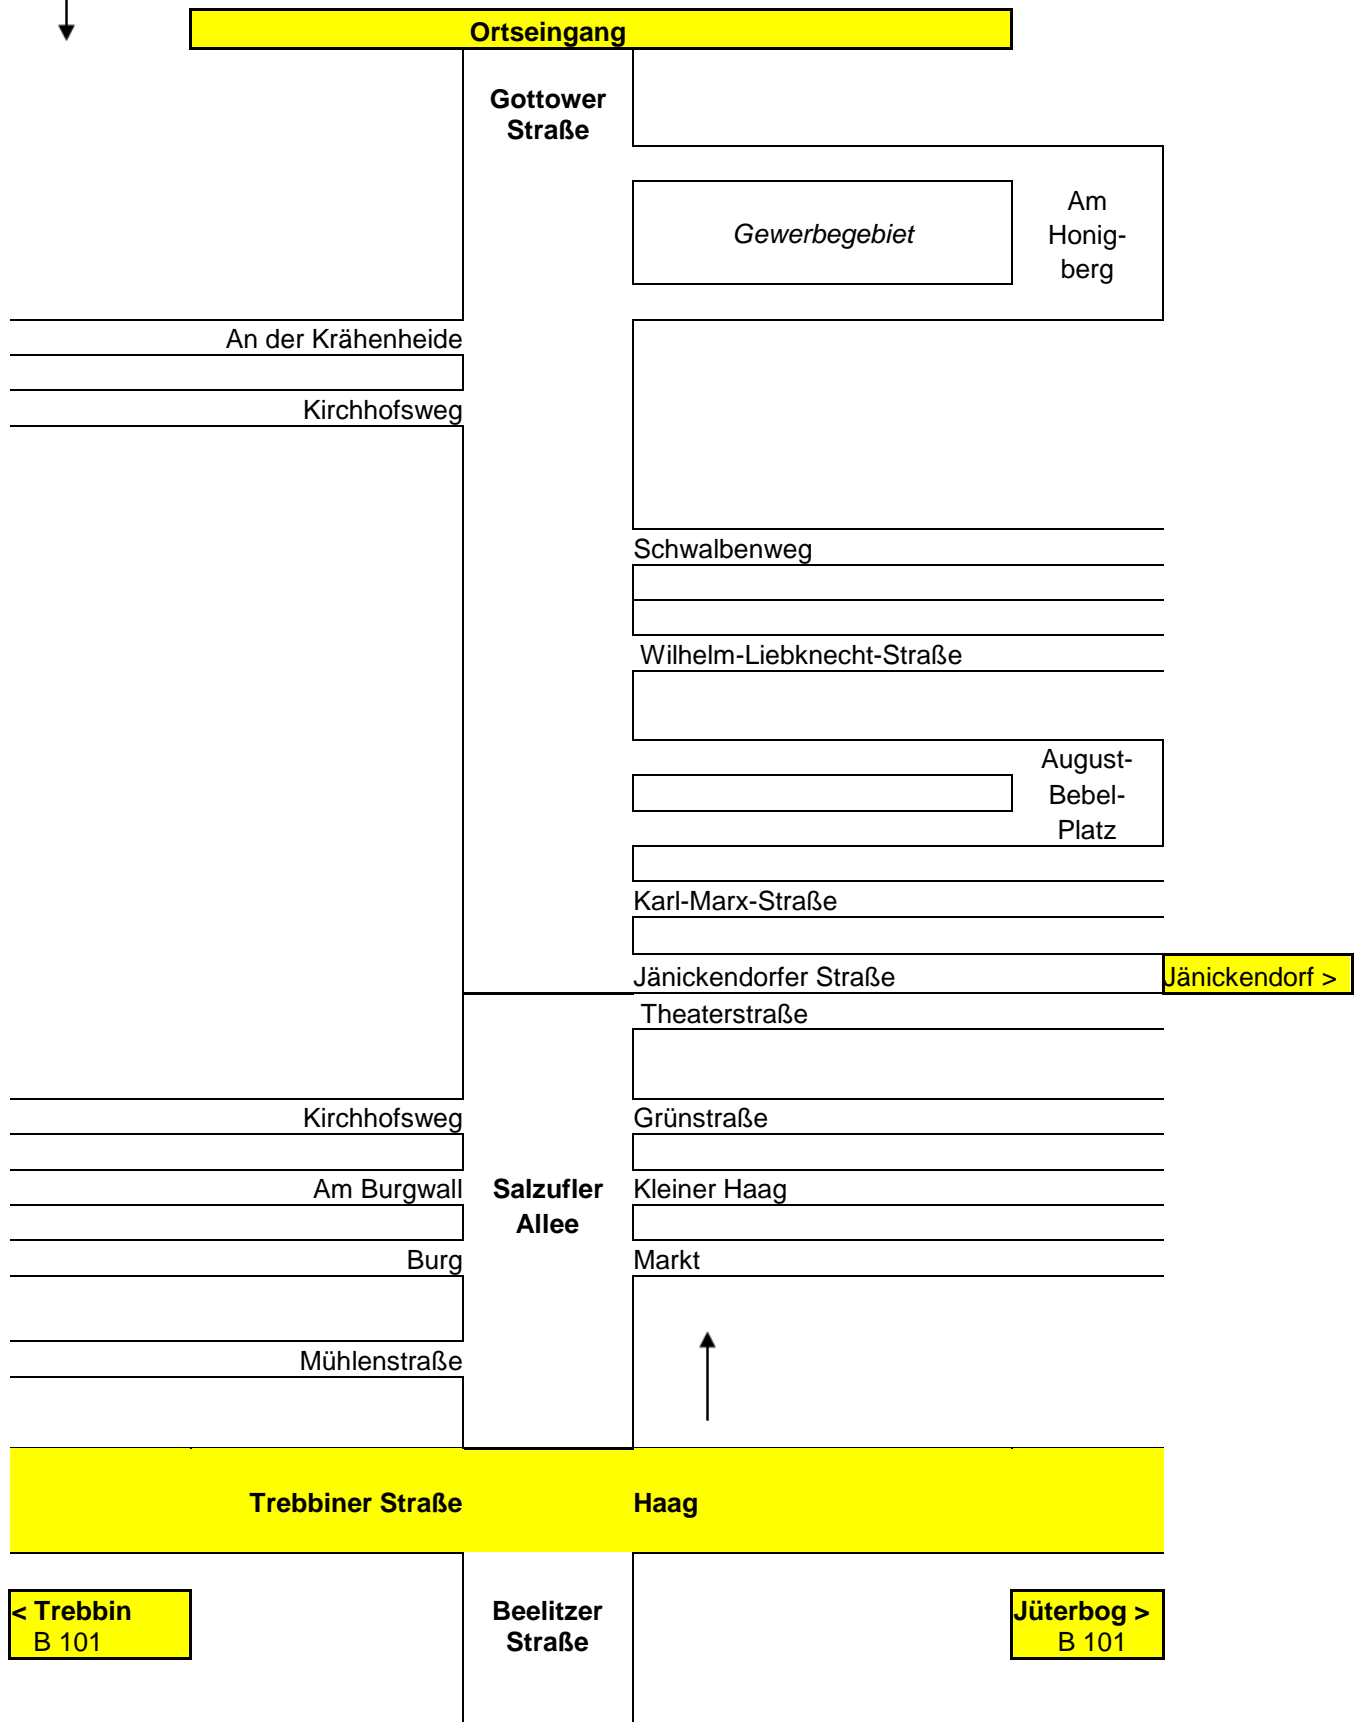 Ortseingang
Gottower
Straße
Gewerbegebiet
Am
Honig-
berg
An der Krähenheide
Kirchhofsweg
Schwalbenweg
Wilhelm-Liebknecht-Straße
August-
Bebel-
Platz
Karl-Marx-Straße
Jänickendorfer Straße
Jänickendorf >
Theaterstraße
Kirchhofsweg
Grünstraße
Am Burgwall
Salzufler
Allee
Kleiner Haag
Burg
Markt
Mühlenstraße
Trebbiner Straße
Haag
< Trebbin
B 101
Beelitzer
Straße
Jüterbog >
B 101